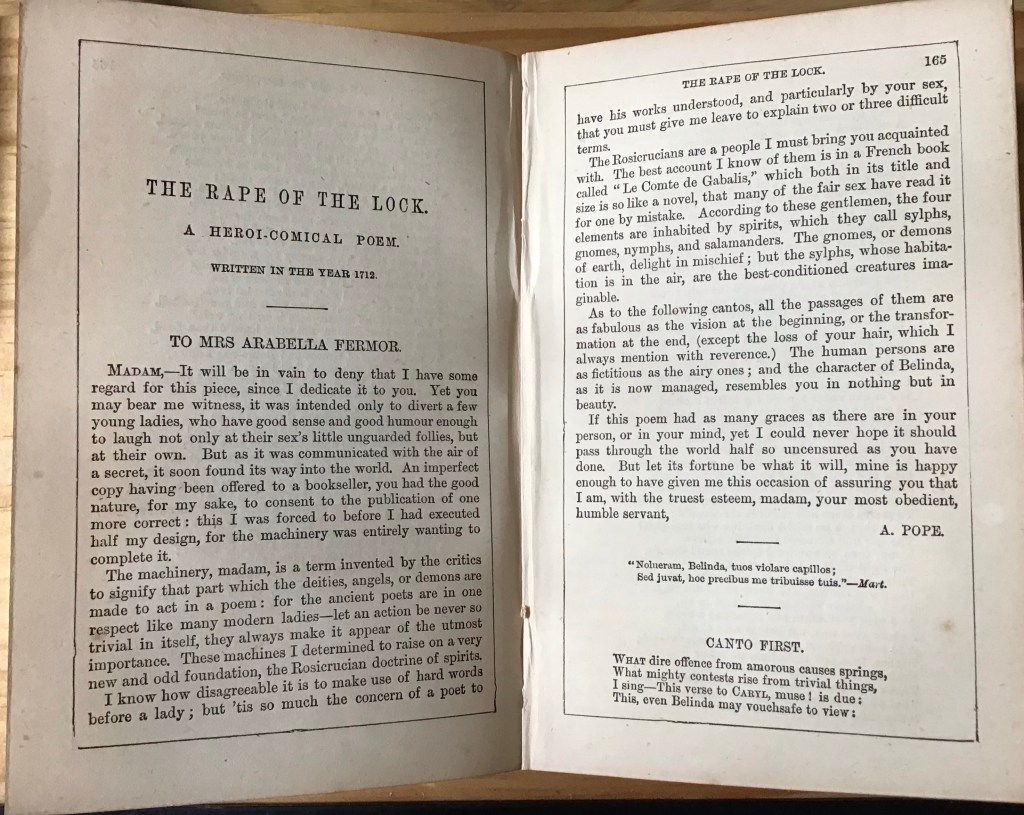 THE RAPE OF THE LOCK.
A HEROI-COMICAL POEM.
WRITTEN IN THE YEAR 1712.
TO MRS ARABELLA FERMOR.
MADAM,—It will be in vain to deny that I have some
regard for this piece, since I dedicate it to you. Yet you
may bear me witness, it was intended only to divert a few
young ladies, who have good sense and good humour enough
to laugh not only at their sex's little unguarded follies, but
at their own. But as it was communicated with the air of
a secret, it soon found its way into the world. An imperfect
copy having been offered to a bookseller, you had the good
nature, for my sake, to consent to the publication of one
more correct: this I was forced to before I had executed
half my design, for the machinery was entirely wanting to
complete it.
The machinery, madam, is a term invented by the critics
to signify that part which the deities, angels, or demons are
made to act in a poem: for the ancient poets are in one
respect like many modern ladies—let an action be never so
trivial in itself, they always make it appear of the utmost
importance. These machines I determined to raise on a very
new and odd foundation, the Rosicrucian doctrine of spirits.
I know how disagreeable it is to make use of hard words
before a lady; but 'tis so much the concern of a poet to
THE RAPE OF THE LOCK. 165
have his works understood, and particularly by your sex,
that you must give me leave to explain two or three difficult
terms.
The Rosicrucians are a people I must bring you acquainted
with. The best account I know of them is in a French book
called "Le Comte de Gabalis," which both in its title and
size is so like a novel, that many of the fair sex have read it
for one by mistake. According to these gentlemen, the four
elements are inhabited by spirits, which they call sylphs,
gnomes, nymphs, and salamanders. The gnomes, or demons
of earth, delight in mischief; but the sylphs, whose habita-
tion is in the air, are the best-conditioned creatures ima-
ginable.
As to the following cantos, all the passages of them are
as fabulous as the vision at the beginning, or the transfor-
mation at the end, (except the loss of your hair, which I
always mention with reverence.) The human persons are
as fictitious as the airy ones; and the character of Belinda,
as it is now managed, resembles you in nothing but in
beauty.
If this poem had as many graces as there are in your
person, or in your mind, yet I could never hope it should
pass through the world half so uncensured as you have
done. But let its fortune be what it will, mine is happy
enough to have given me this occasion of assuring you that
I am, with the truest esteem, madam, your most obedient,
humble servant,
A. POPE.
"Nolueram, Belinda, tuos violare capillos;
Sed juvat, hoc precibus me tribuisse tuis."—Mart.
CANTO FIRST.
WHAT dire offence from amorous causes springs,
What mighty contests rise from trivial things,
I sing—This verse to CARYL, muse! is due:
This, even Belinda may vouchsafe to view: